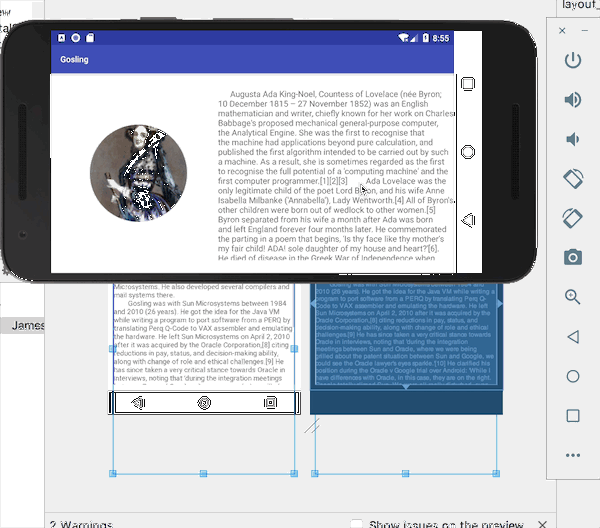 layout_
8:55
Gosling
Augusta Ada King-Noel, Countess of Lovelace (née Byron;
10 December 1815 – 27 November 1852) was an English
mathematician and writer, chiefly known for her work on Charles
Babbage's proposed mechanical general-purpose computer,
the Analytical Engine. She was the first to recognise that
the machine had applications beyond pure calculation, and
published the first algorithm intended to be carried out by such
a machine. As a result, she is sometimes regarded as the first
to recognise the full potential of a 'computing machine' and the
first computer programmer.[1][2][3] Ada Lovelace was the
only legitimate child of the poet Lord Byron, and his wife Anne
Isabella Milbanke ('Annabella'), Lady Wentworth.[4] All of Byron's
other children were born out of wedlock to other women.[5]
Byron separated from his wife a month after Ada was born
and left England forever four months later. He commemorated
the parting in a poem that begins, 'Is thy face like thy mother's
my fair child! ADA! sole daughter of my house and heart?'[6].
He died of disease in the Greek War of Independence when
James
Microsystems. He also developed several compilers and
mail systems there.
Gosling was with Sun Microsystems between 1984
and 2010 (26 years). He got the idea for the Java VM
while writing a program to port software from a PERQ by
translating Perq Q-Code to VAX assembler and emulating
the hardware. He left Sun Microsystems on April 2, 2010
after it was acquired by the Oracle Corporation,[8] citing
reductions in pay, status, and decision-making ability,
along with change of role and ethical challenges.[9] He
has since taken a very critical stance towards Oracle in
interviews, noting that 'during the integration meetings
2 Warnings
Show issues on the preview